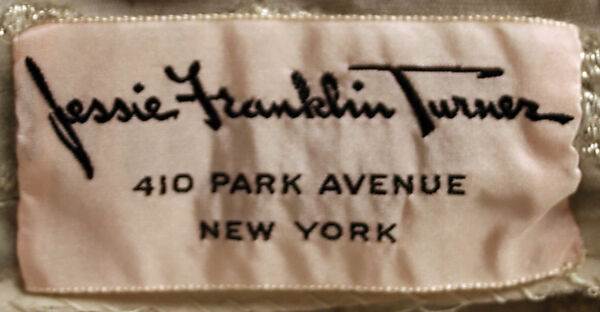 Jessie Franklin Turner
410 PARK AVENUE
NEW YORK